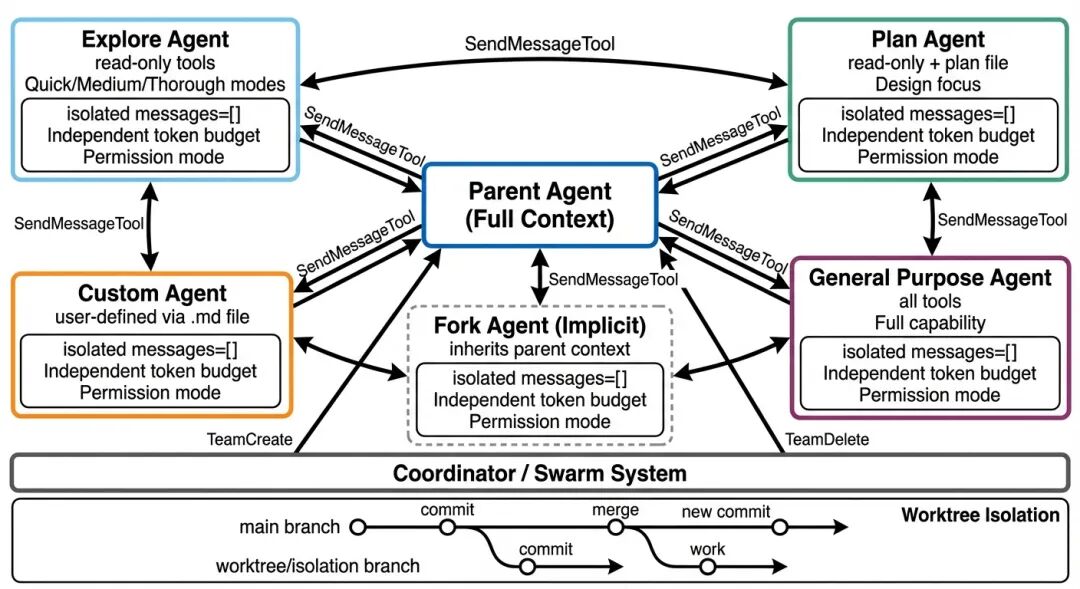 Explore Agent
read-only tools
Quick/Medium/Thorough modes
isolated messages=[]
Independent token budget
Permission mode
SendMessageTool
Plan Agent
read-only + plan file
Design focus
isolated messages=[]
Independent token budget
Permission mode
SendMessageTool
SendMessageTool
Parent Agent
(Full Context)
SendMessageTool
SendMessageTool
SendMessageTool
SendMessageTool
SendMessageTool
Custom Agent
user-defined via .md file
isolated messages=[]
Independent token budget
Permission mode
Fork Agent (Implicit)
inherits parent context
isolated messages=[]
Independent token budget
Permission mode
General Purpose Agent
all tools
Full capability
isolated messages=[]
Independent token budget
Permission mode
TeamCreate
TeamDelete
Coordinator / Swarm System
Worktree Isolation
main branch
commit
merge
new commit
worktree/isolation branch
commit
work